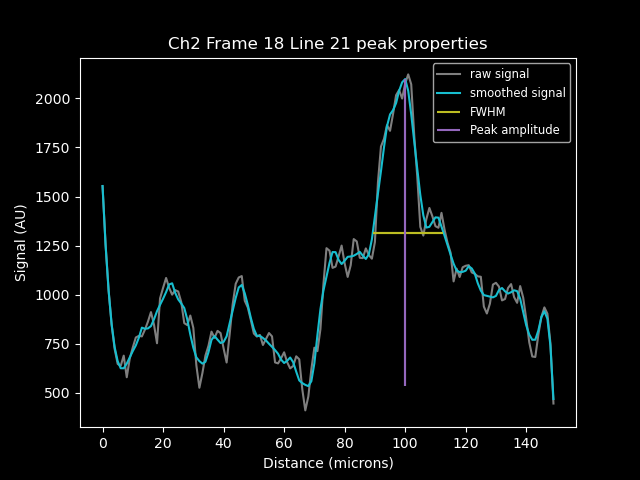 Ch2 Frame 18 Line 21 peak properties
raw signal
smoothed signal
FWHM
Peak amplitude
Signal (AU)
2000
1750
1500
1250
1000
750
500
0 20 40 60 80 100 120 140
Distance (microns)